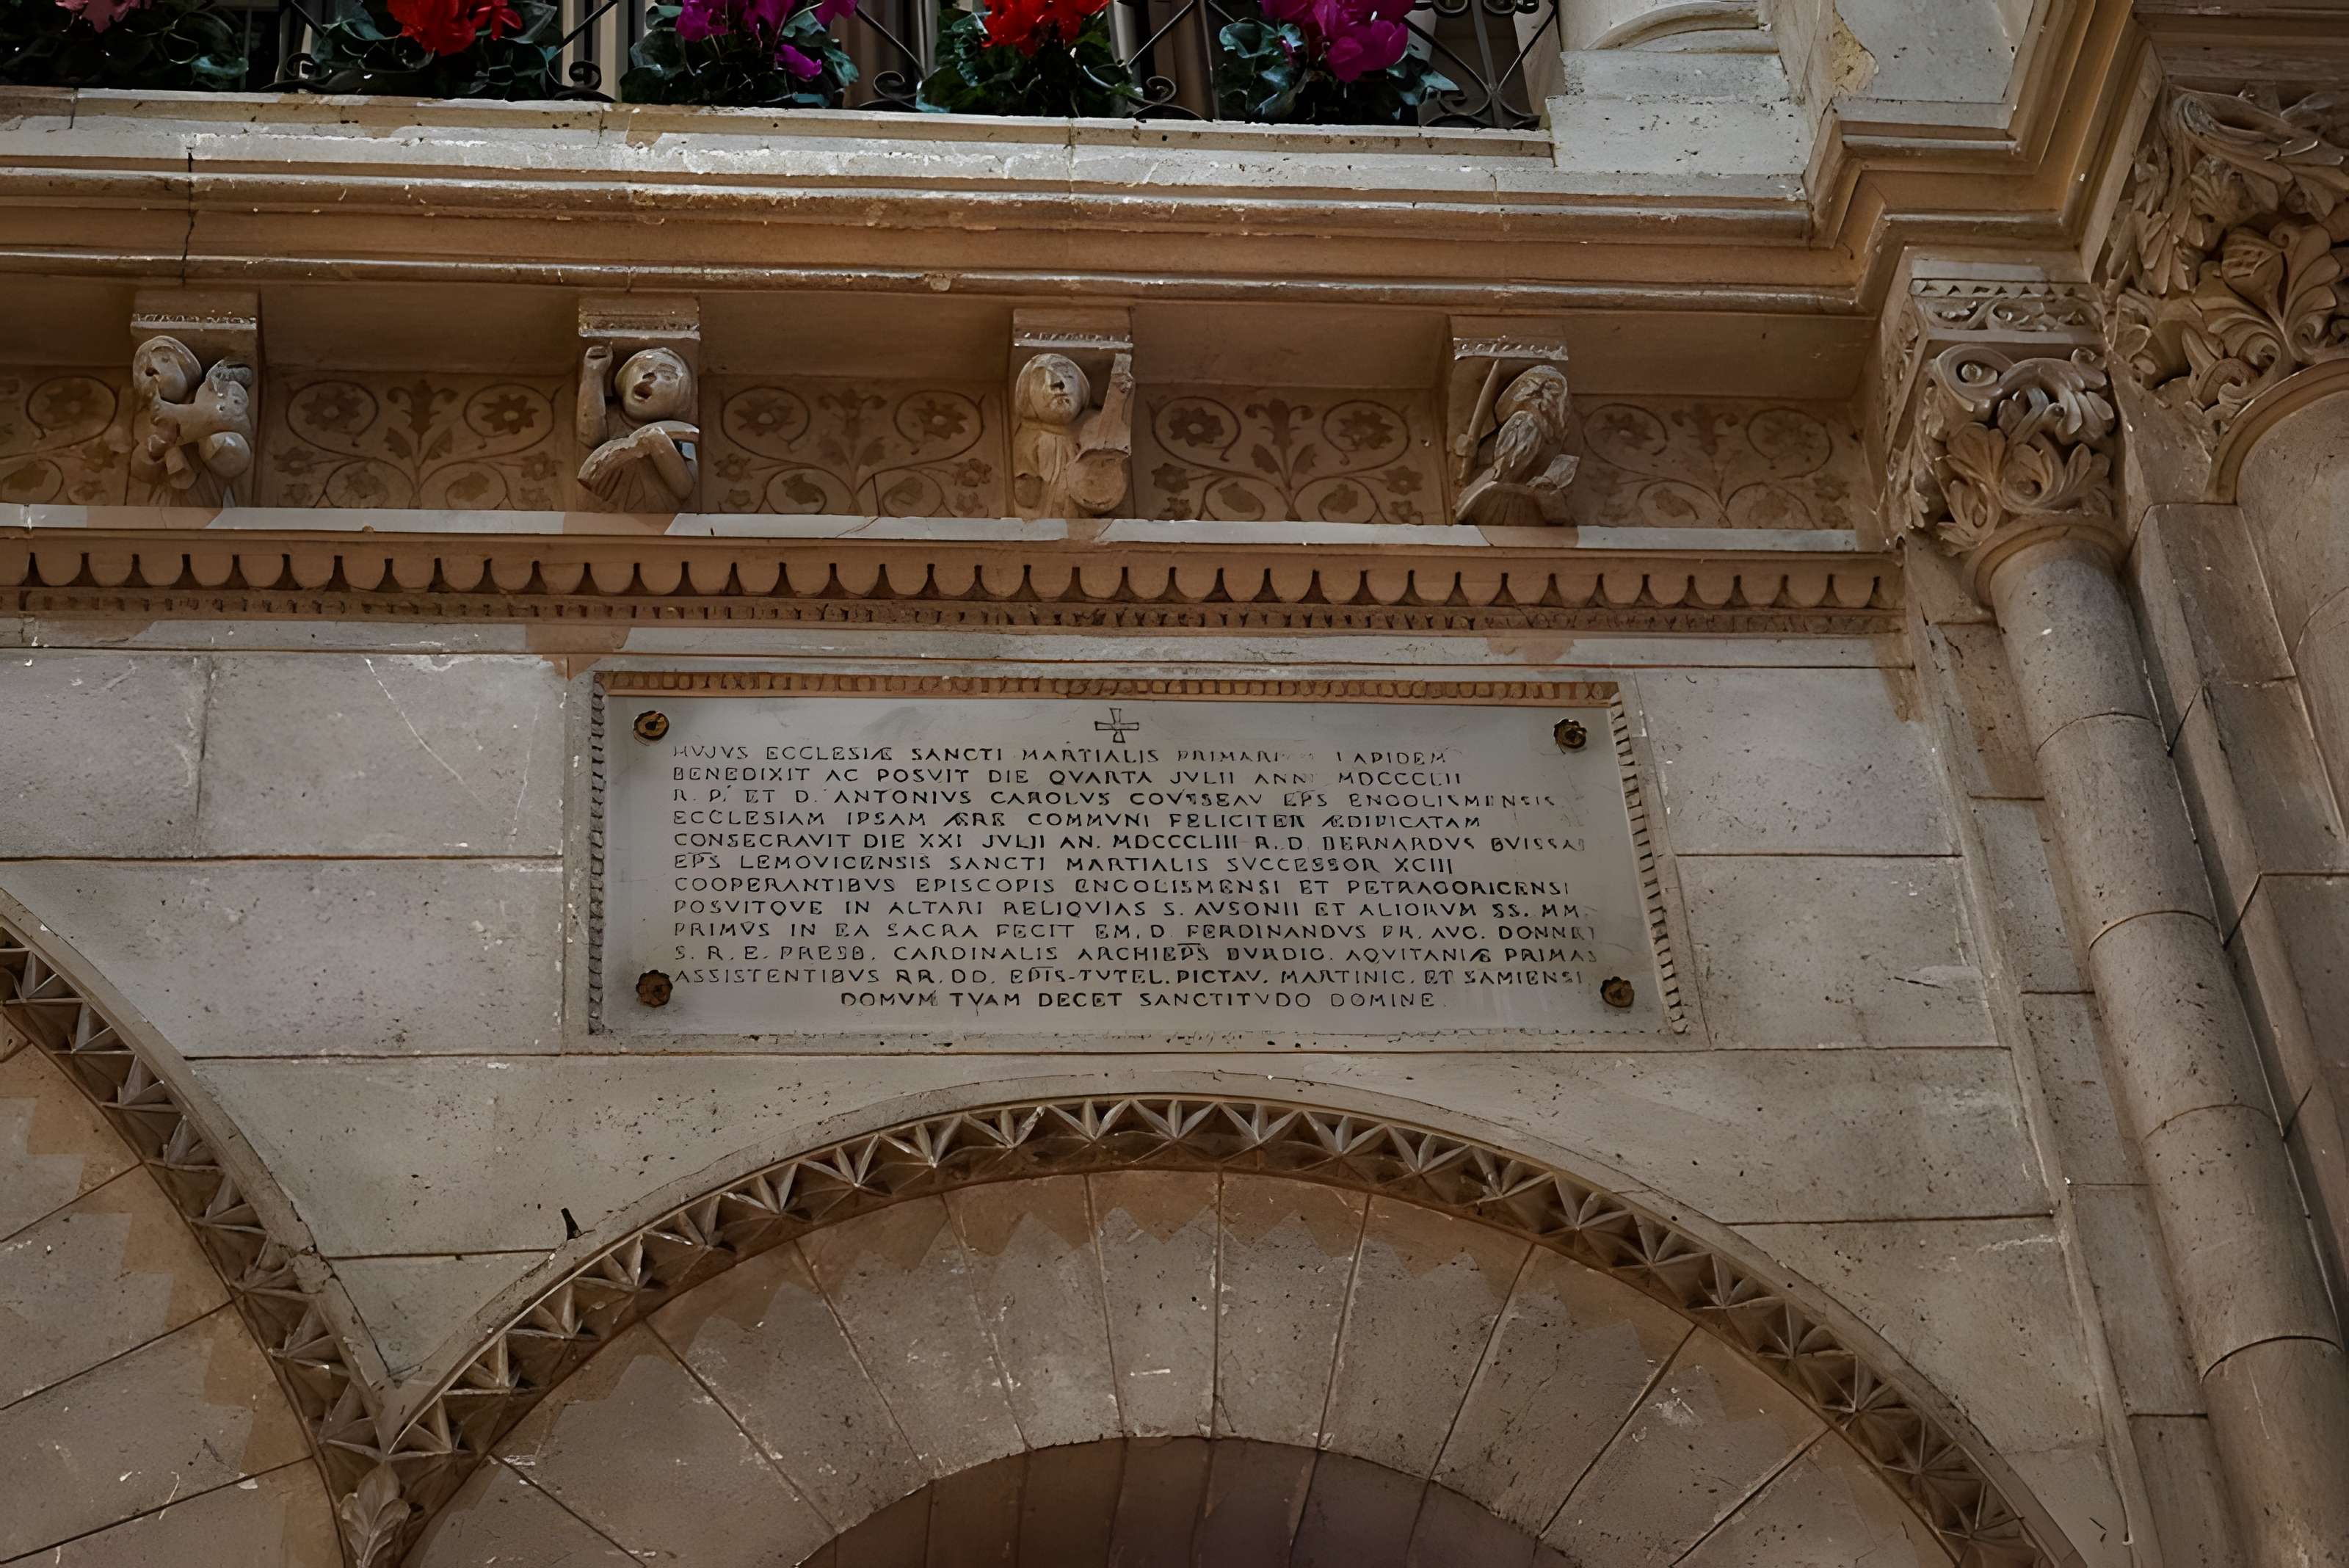 HVJVS ECCLESIÆ SANCTI MARTIALIS LAPIDEM
BENEDIXIT AC POSVIT DIE QVARTA JVLII MDCCCLII
R. P. ET D. ANTONIVS CAROLVS COVSSEAV EPS ENGOLISMENSIS
ECCLESIAM IPSAM ÆRE COMMVNI FELICITER ÆDIFICATAM
CONSECRAVIT DIE XXI JVLII AN. MDCCCLIII R. D. BERNARDVS
EPS LEMOVICENSIS SANCTI MARTIALIS SVCCESSOR XCIII
COOPERANTIBVS EPISCOPIS ENGOLISMENSI ET PETRAGORICENSI
POSVITQVE IN ALTARI RELIQVIAS S. AVSONII ET ALIORVM SS. MM.
PRIMVS IN EA SACRA FECIT EM. D. FERDINANDVS FR. AVG. DONNET
S. R. E. PRESB. CARDINALIS ARCHIEPS BVRDIG. AQVITANIÆ PRIMAS
ASSISTENTIBVS RR. DD. EPIS-TVTEL. PICTAV. MARTINIC. ET SAMIENSI
DOMVM TVAM DECET SANCTITVDO DOMINE.